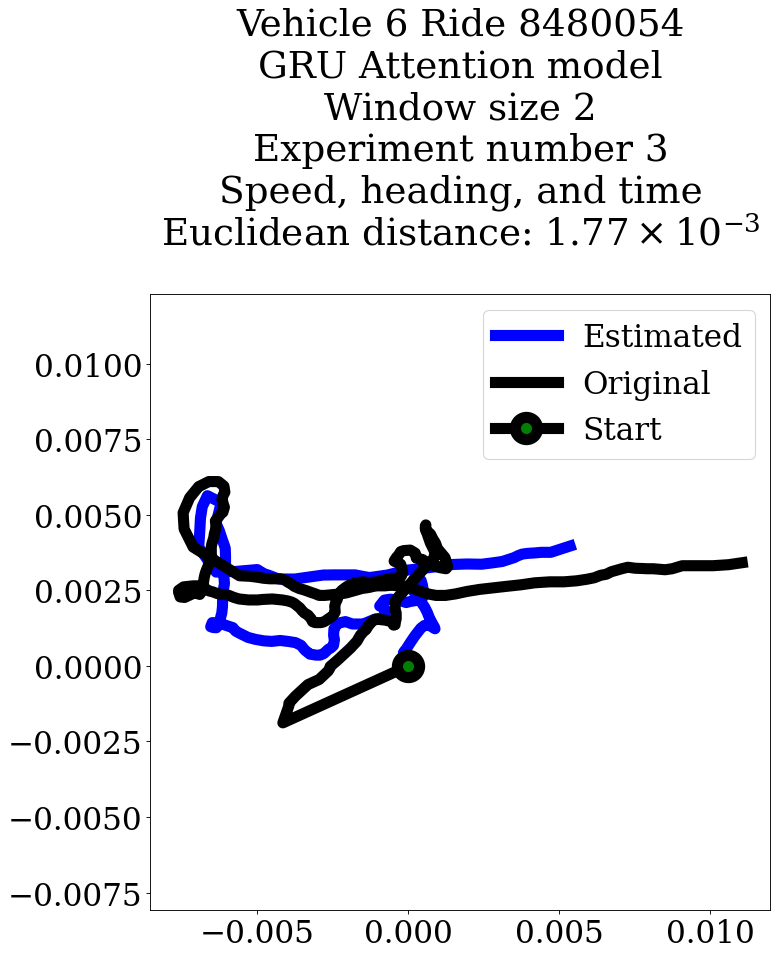 Vehicle 6 Ride 8480054
GRU Attention model
Window size 2
Experiment number 3
Speed, heading, and time
Euclidean distance: 1.77 × 10⁻³
Estimated
Original
Start
0.0100
0.0075
0.0050
0.0025
0.0000
−0.0025
−0.0050
−0.0075
−0.005 0.000 0.005 0.010